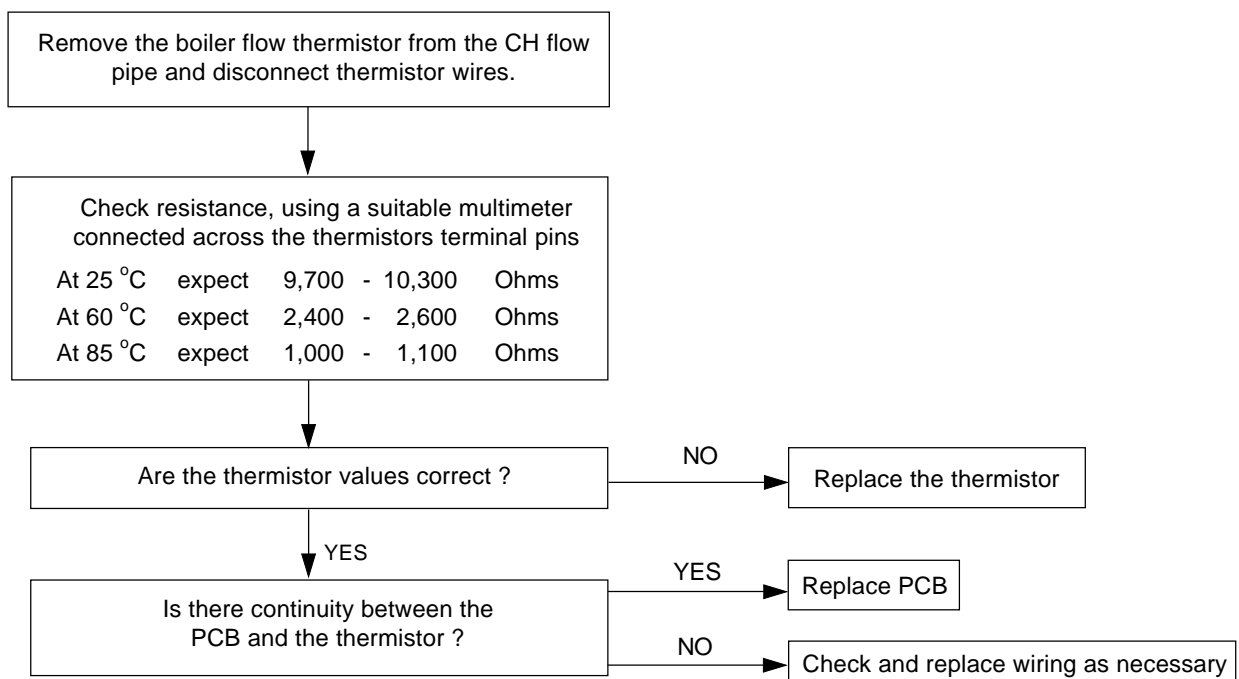 Remove the boiler flow thermistor from the CH flow
pipe and disconnect thermistor wires.
Check resistance, using a suitable multimeter
connected across the thermistors terminal pins
At 25 °C expect 9,700 - 10,300 Ohms
At 60 °C expect 2,400 - 2,600 Ohms
At 85 °C expect 1,000 - 1,100 Ohms
Are the thermistor values correct ?
NO
Replace the thermistor
YES
Is there continuity between the
PCB and the thermistor ?
YES
Replace PCB
NO
Check and replace wiring as necessary